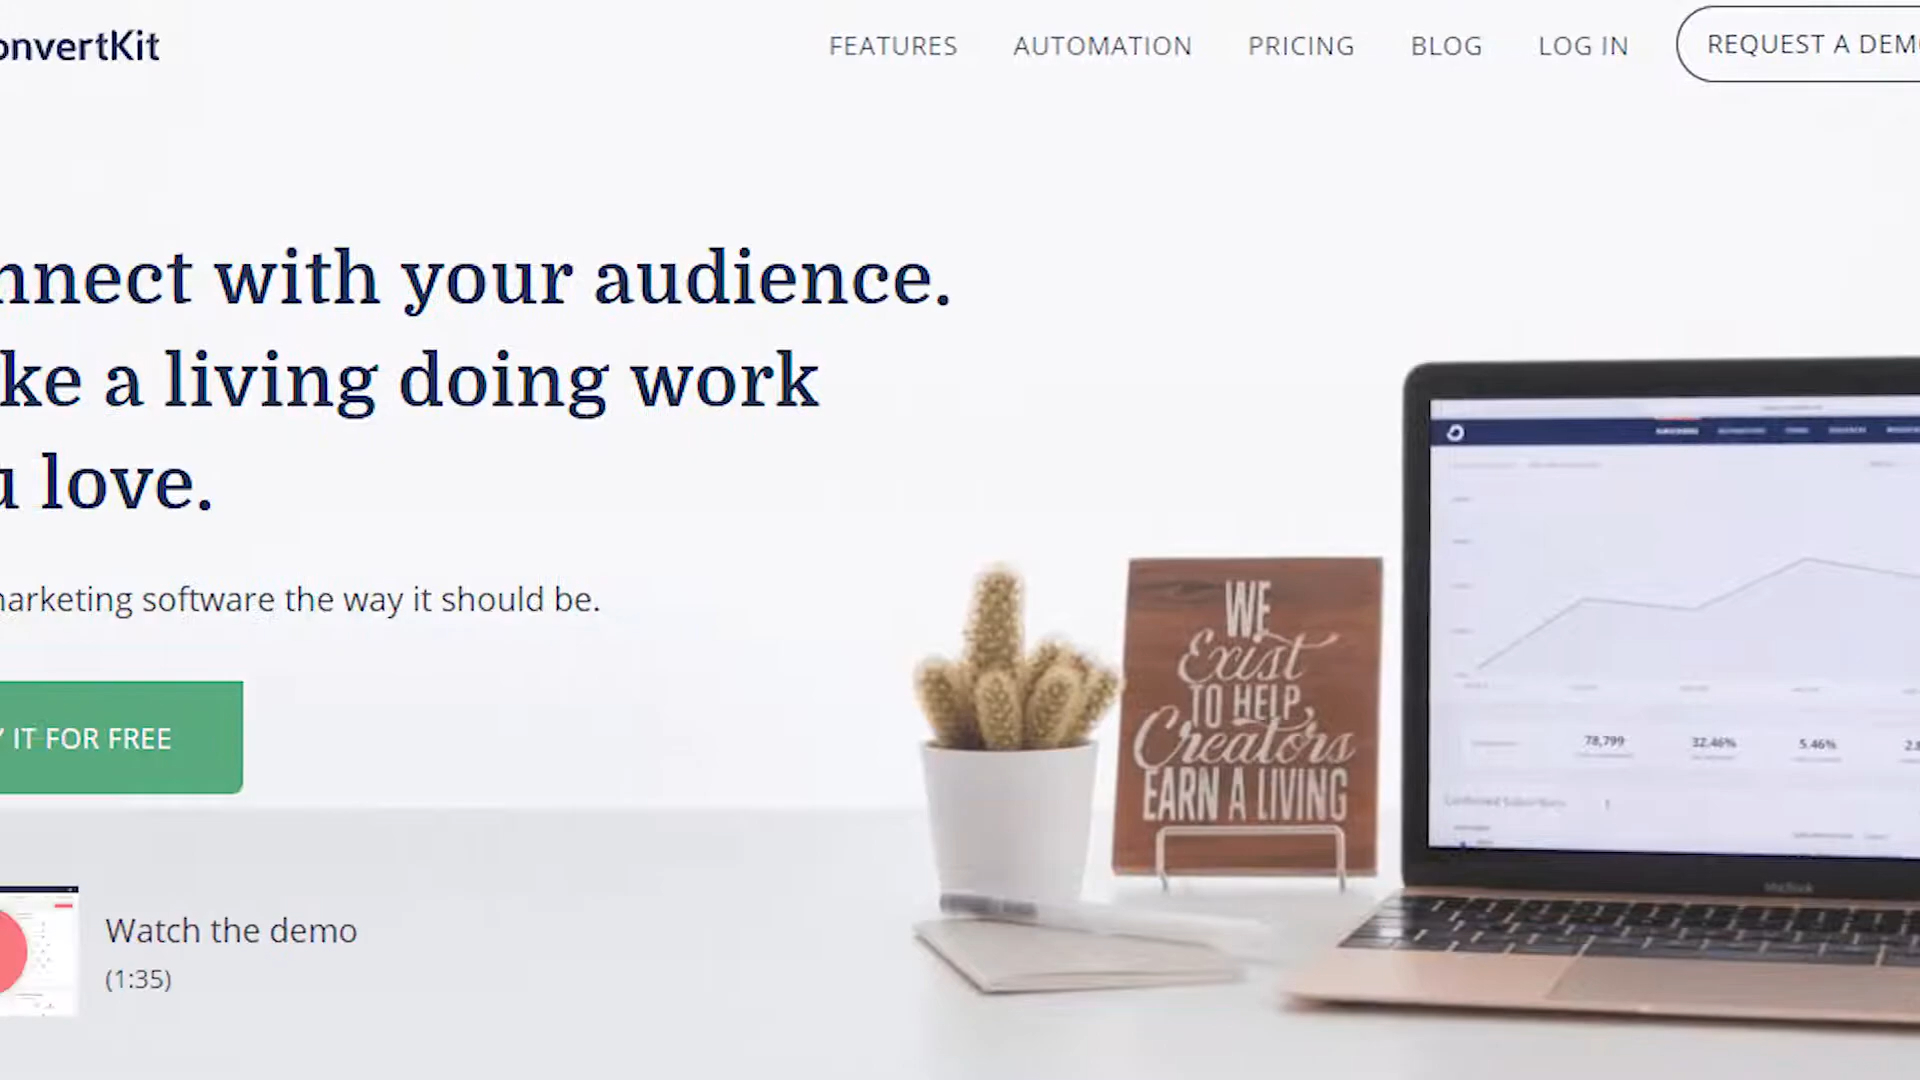 onvertKit
FEATURES
AUTOMATION
PRICING
BLOG
LOG IN
REQUEST A DEM
nnect with your audience.
ke a living doing work
u love.
marketing software the way it should be.
IT FOR FREE
Watch the demo
(1:35)
WE
Exist
TO HELP
Creators
EARN A LIVING
78,799
32.46%
5.46%
MacBook